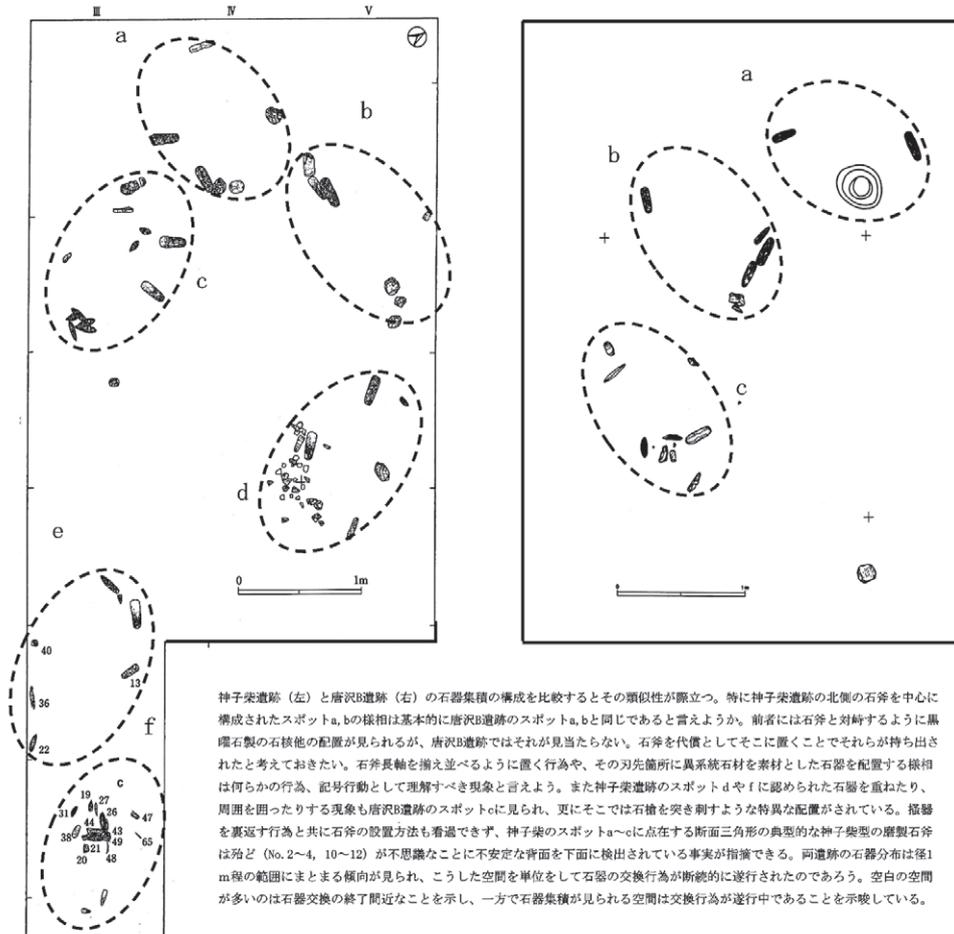 III IV V
a
b
c
d
e
f
0 1m
40
36
13
22
c
19 27
31 26
47
44
38 43
49
65
20 21 48
a
b
c
0 1m
神子柴遺跡（左）と唐沢B遺跡（右）の石器集積の構成を比較するとその類似性が際立つ。特に神子柴遺跡の北側の石斧を中心に
構成されたスポットa, bの様相は基本的に唐沢B遺跡のスポットa, bと同じであると言えようか。前者には石斧と対峙するように黒
曜石製の石核他の配置が見られるが、唐沢B遺跡ではそれが見当たらない。石斧を代償としてそこに置くことでそれらが持ち出さ
れたと考えておきたい。石斧長軸を揃え並べるように置く行為や、その刃先箇所に異系統石材を素材とした石器を配置する様相
は何らかの行為、記号行動として理解すべき現象と言えよう。また神子柴遺跡のスポットdやfに認められた石器を重ねたり、
周囲を囲ったりする現象も唐沢B遺跡のスポットcに見られ、更にそこでは石槍を突き刺すような特異な配置がされている。掻器
を裏返す行為と共に石斧の設置方法も看過できず、神子柴のスポットa～cに点在する断面三角形の典型的な神子柴型の磨製石斧
は殆ど（No. 2～4, 10～12）が不思議なことに不安定な背面を下面に検出されている事実が指摘できる。両遺跡の石器分布は径1
m程の範囲にまとまる傾向が見られ、こうした空間を単位をして石器の交換行為が断続的に遂行されたのであろう。空白の空間
が多いのは石器交換の終了間近なことを示し、一方で石器集積が見られる空間は交換行為が遂行中であることを示唆している。